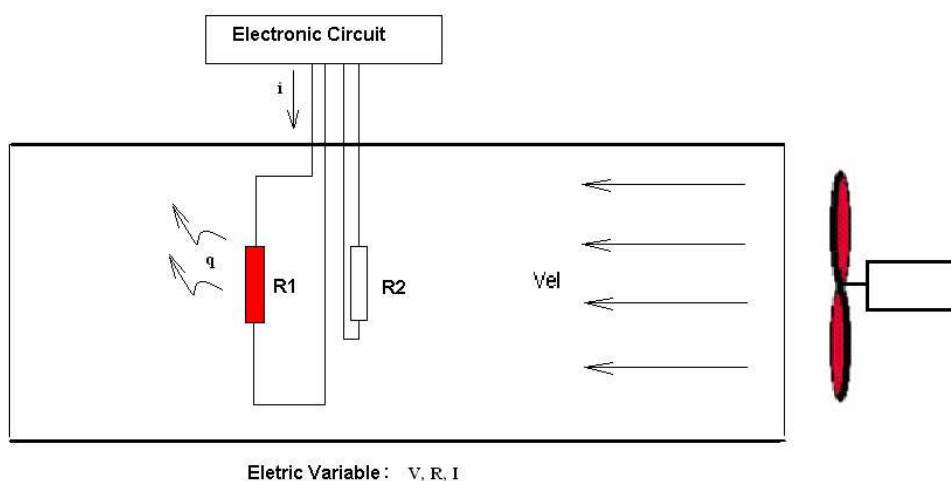 Electronic Circuit
i
q
R1
R2
Vel
Eletric Variable: V, R, I